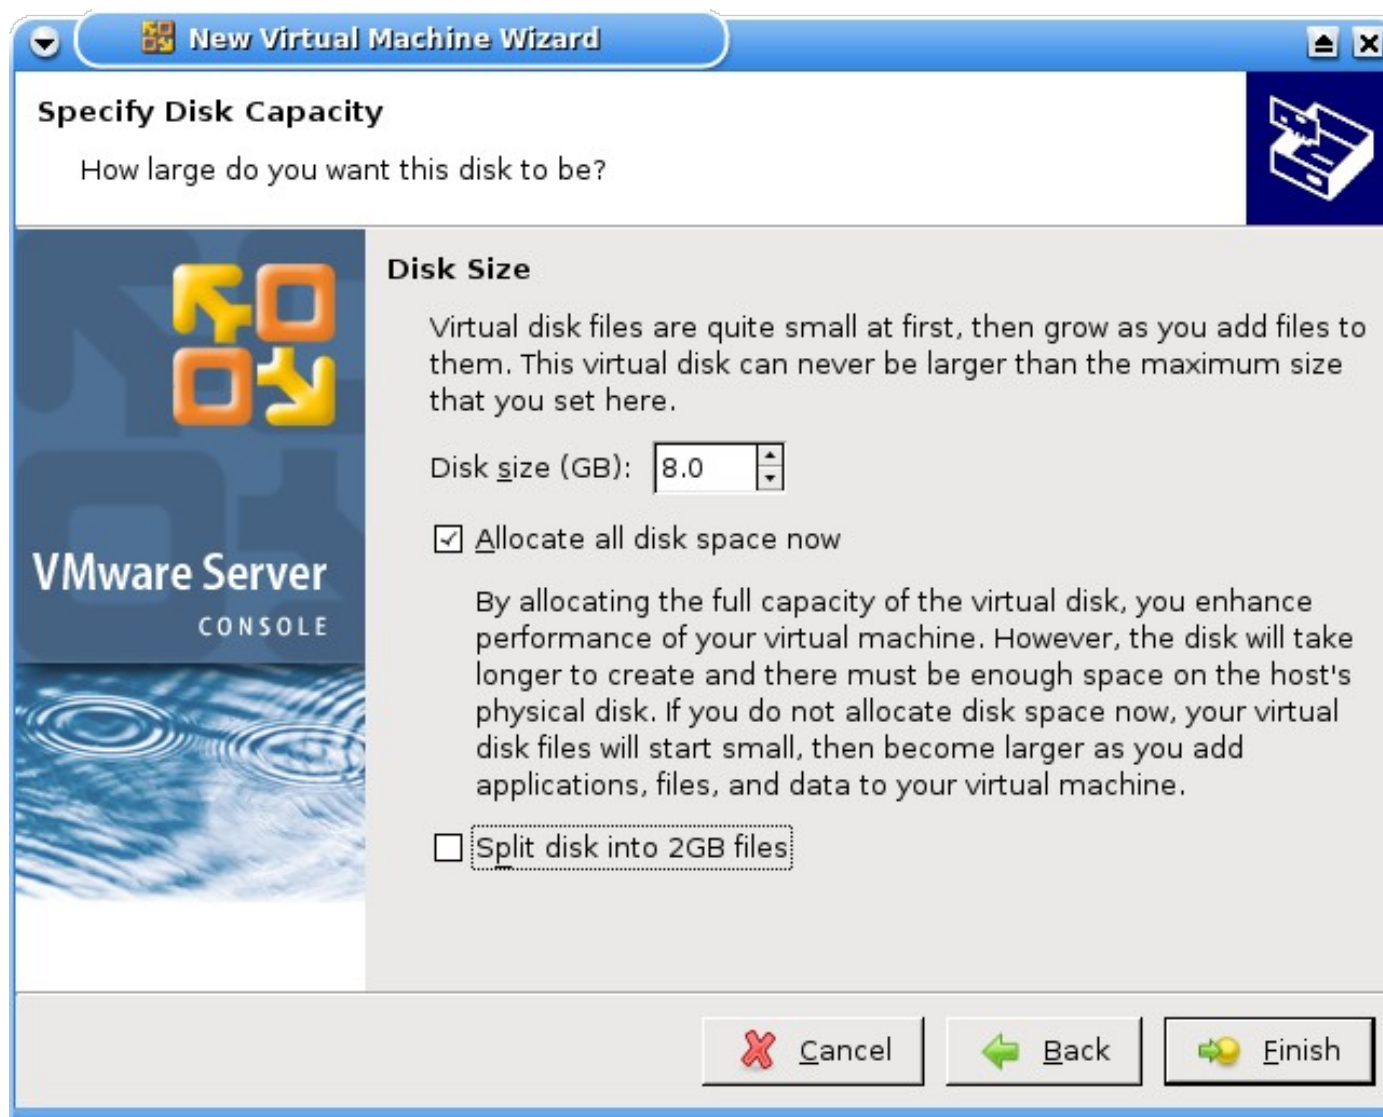 New Virtual Machine Wizard
Specify Disk Capacity
How large do you want this disk to be?
Disk Size
Virtual disk files are quite small at first, then grow as you add files to
them. This virtual disk can never be larger than the maximum size
that you set here.
Disk size (GB): 8.0
Allocate all disk space now
By allocating the full capacity of the virtual disk, you enhance
performance of your virtual machine. However, the disk will take
longer to create and there must be enough space on the host's
physical disk. If you do not allocate disk space now, your virtual
disk files will start small, then become larger as you add
applications, files, and data to your virtual machine.
Split disk into 2GB files
VMware Server
CONSOLE
Cancel Back Finish